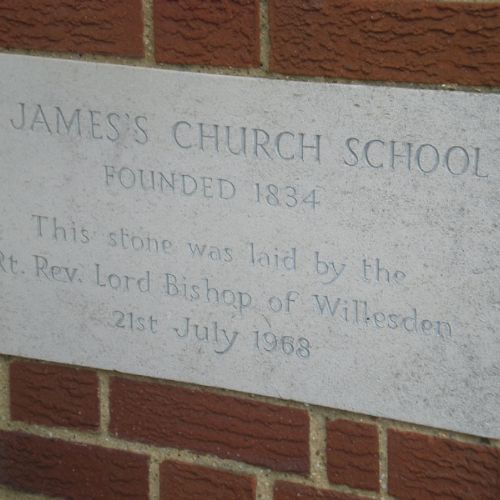 JAMES'S CHURCH SCHOOL
FOUNDED 1834
This stone was laid by the
Rt. Rev. Lord Bishop of Willesden
21st July 1968